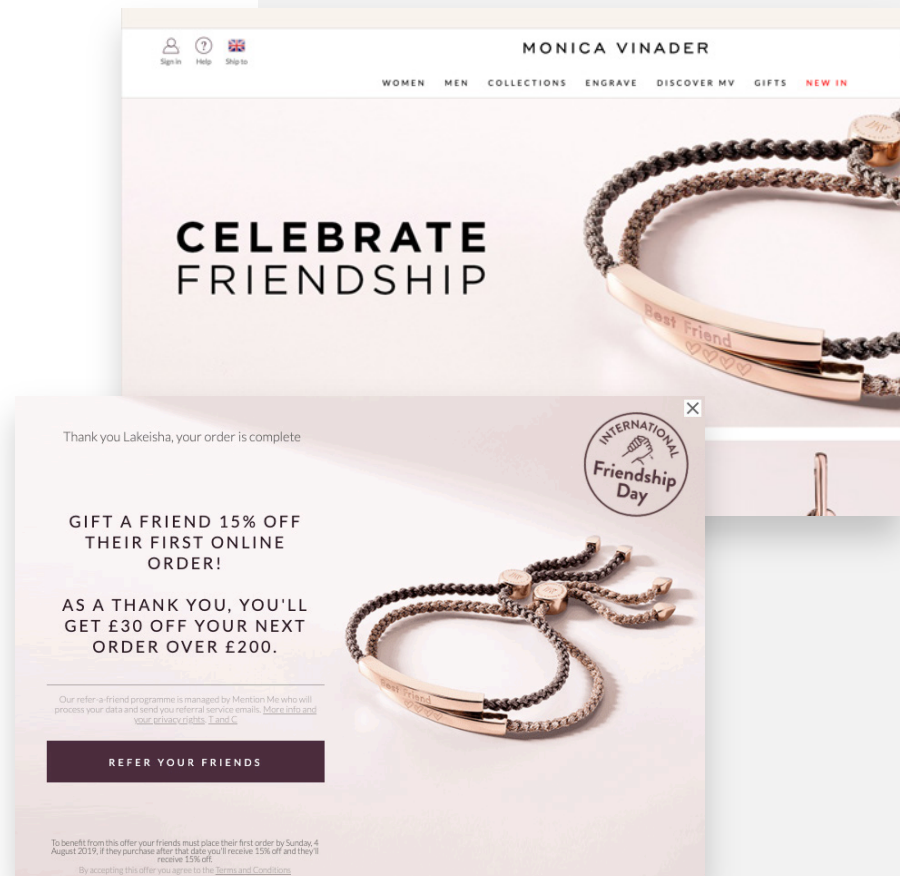 MONICA VINADER
Sign in
Help
Ship to
WOMEN MEN COLLECTIONS ENGRAVE DISCOVER MV GIFTS NEW IN
CELEBRATE
FRIENDSHIP
Best Friend
Thank you Lakeisha, your order is complete
INTERNATIONAL
Friendship
Day
GIFT A FRIEND 15% OFF
THEIR FIRST ONLINE
ORDER!
AS A THANK YOU, YOU'LL
GET £30 OFF YOUR NEXT
ORDER OVER £200.
Best Friend
Our refer-a-friend programme is managed by Mention Me who will
process your data and send you referral service emails. More info and
your privacy rights. T and C
REFER YOUR FRIENDS
To benefit from this offer your friends must place their first order by Sunday, 4
August 2019, if they purchase after that date you'll receive 15% off and they'll
receive 15% off.
By accepting this offer you agree to the Terms and Conditions